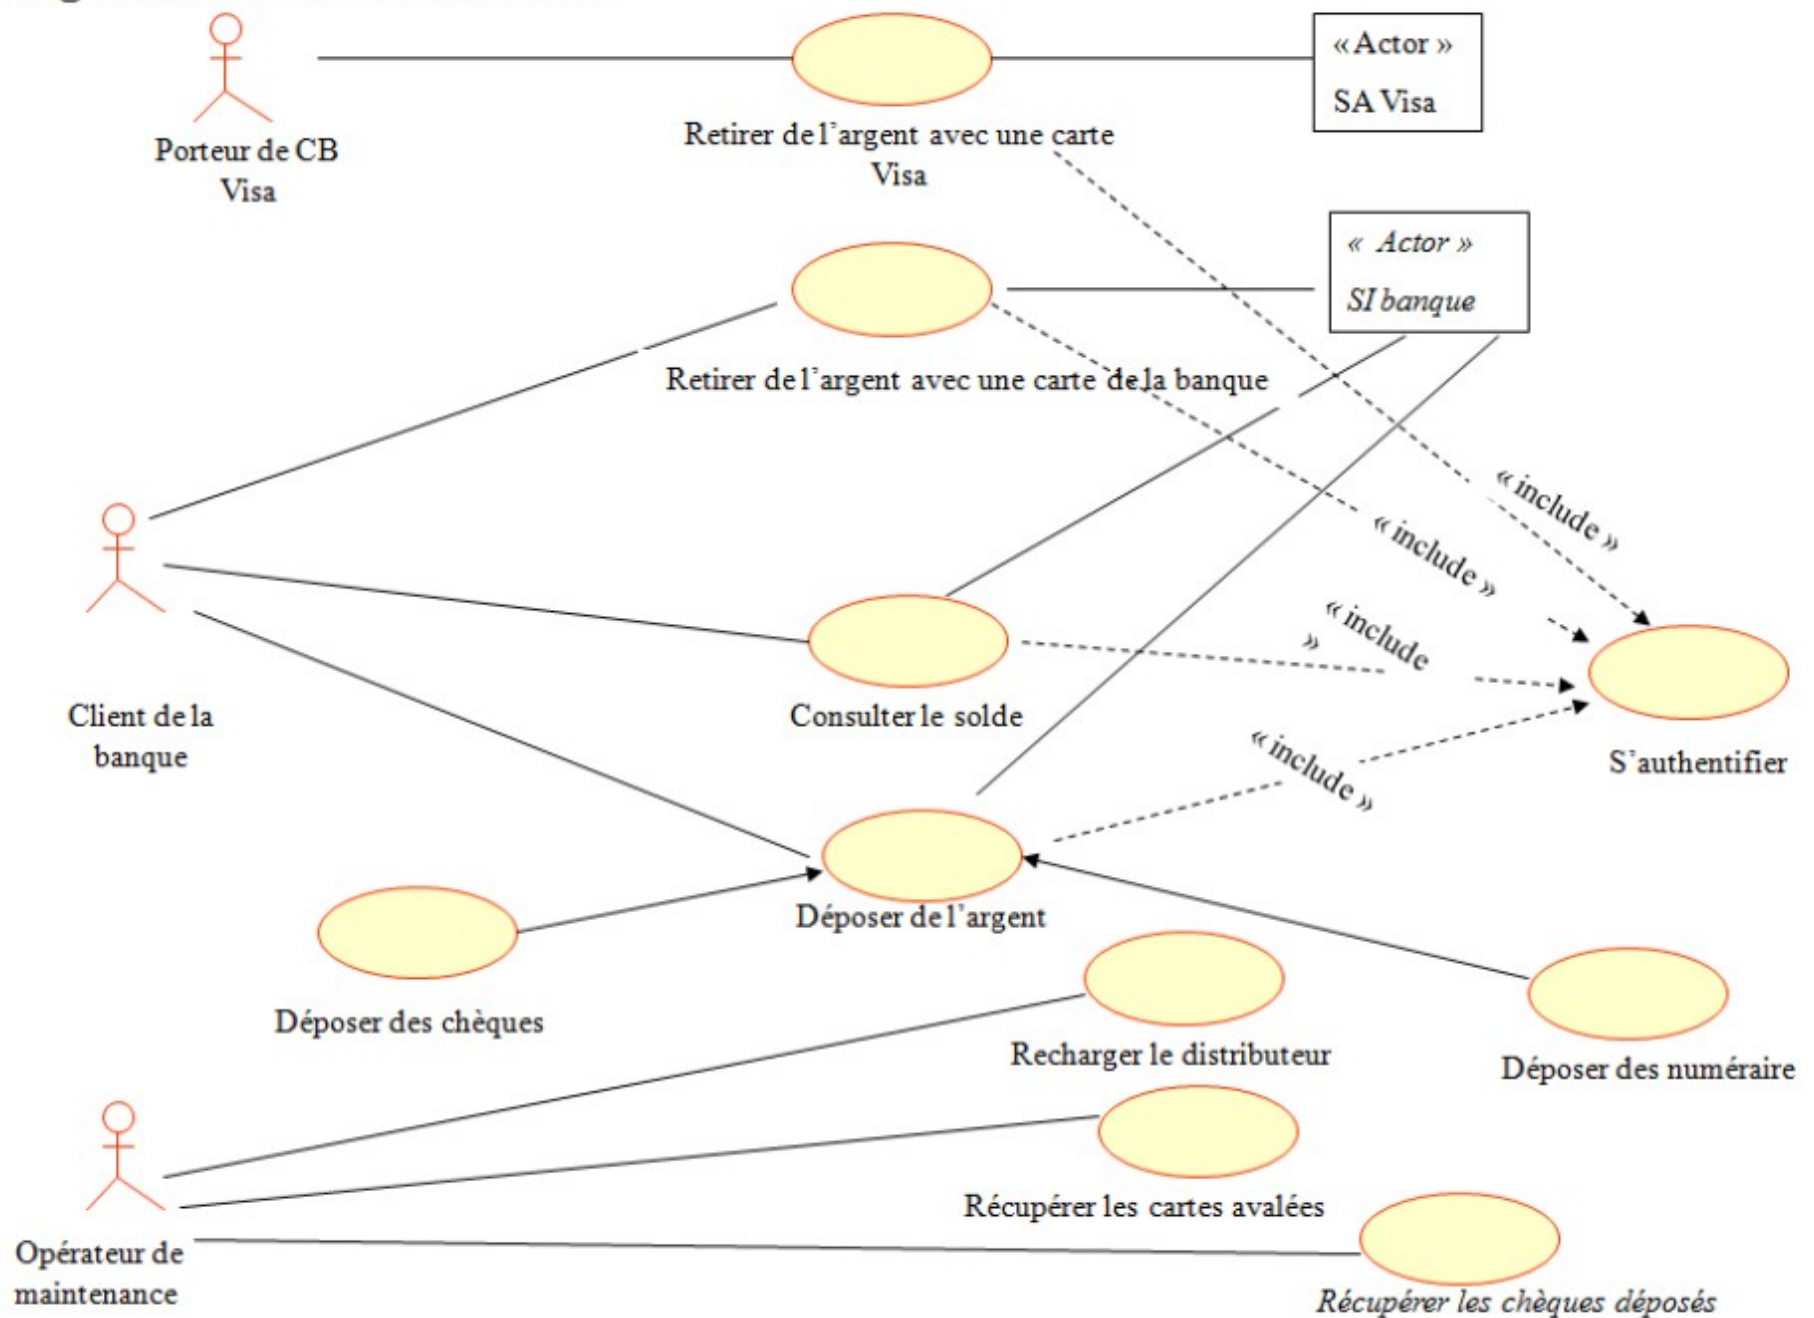 « Actor »
SA Visa
Porteur de CB
Visa
Retirer de l'argent avec une carte
Visa
« Actor »
SI banque
Retirer de l'argent avec une carte de la banque
« include »
« include »
« include
»
Client de la
banque
Consulter le solde
« include »
S'authentifier
Déposer de l'argent
Déposer des chèques
Recharger le distributeur
Déposer des numéraire
Récupérer les cartes avalées
Opérateur de
maintenance
Récupérer les chèques déposés